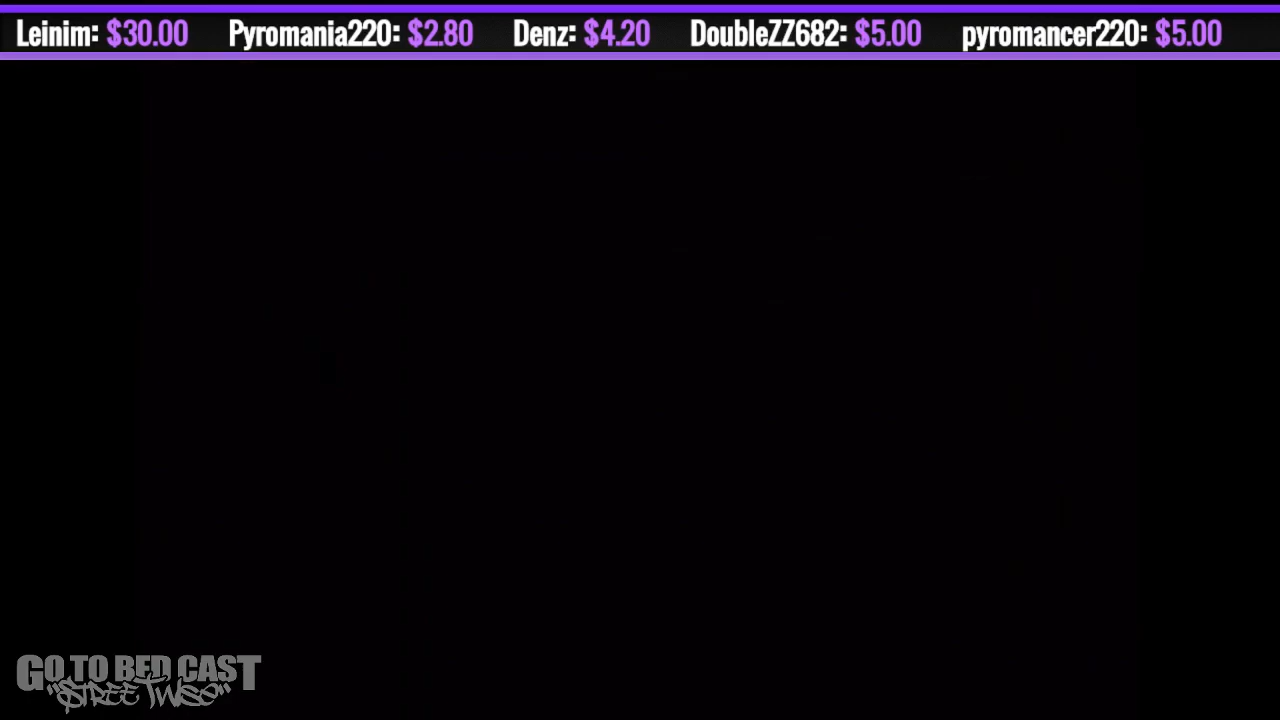 Leinim: $30.00 Pyromania220: $2.80 Denz: $4.20 DoubleZZ682: $5.00 pyromancer220: $5.00
GO TO BED CAST
"STREETWSE"